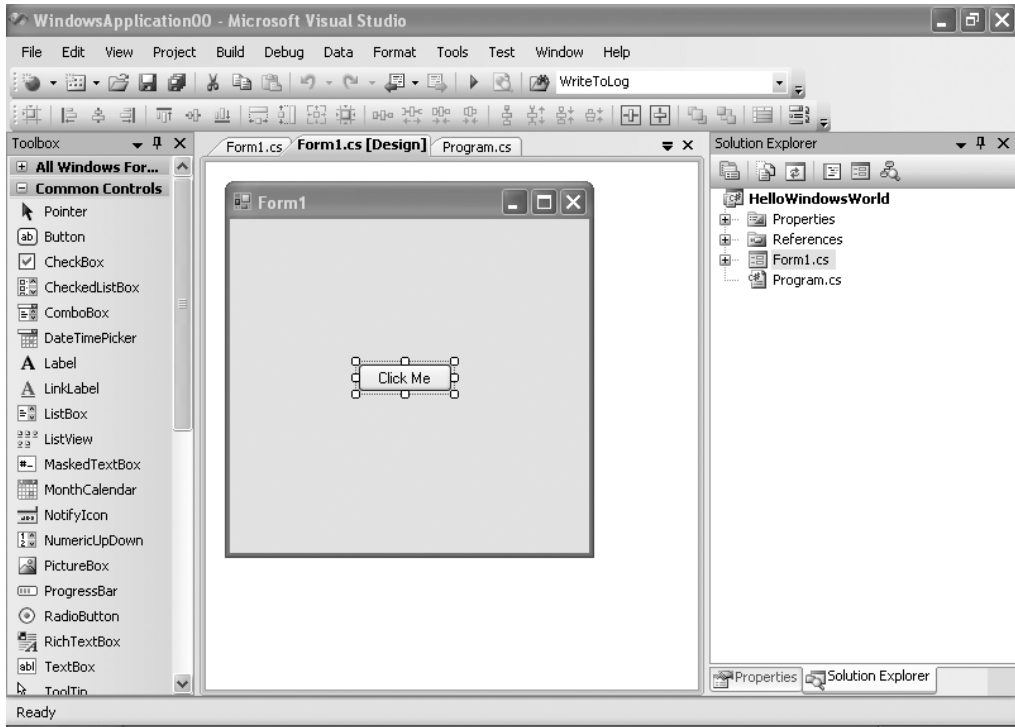 WindowsApplication00 - Microsoft Visual Studio
File Edit View Project Build Debug Data Format Tools Test Window Help
WriteToLog
Toolbox
All Windows For...
Common Controls
Pointer
ab Button
CheckBox
CheckedListBox
ComboBox
DateTimePicker
A Label
A LinkLabel
ListBox
ListView
MaskedTextBox
MonthCalendar
NotifyIcon
NumericUpDown
PictureBox
ProgressBar
RadioButton
RichTextBox
abl TextBox
ToolTip
Form1.cs Form1.cs [Design] Program.cs
Form1
Click Me
Solution Explorer
HelloWindowsWorld
Properties
References
Form1.cs
Program.cs
Properties Solution Explorer
Ready